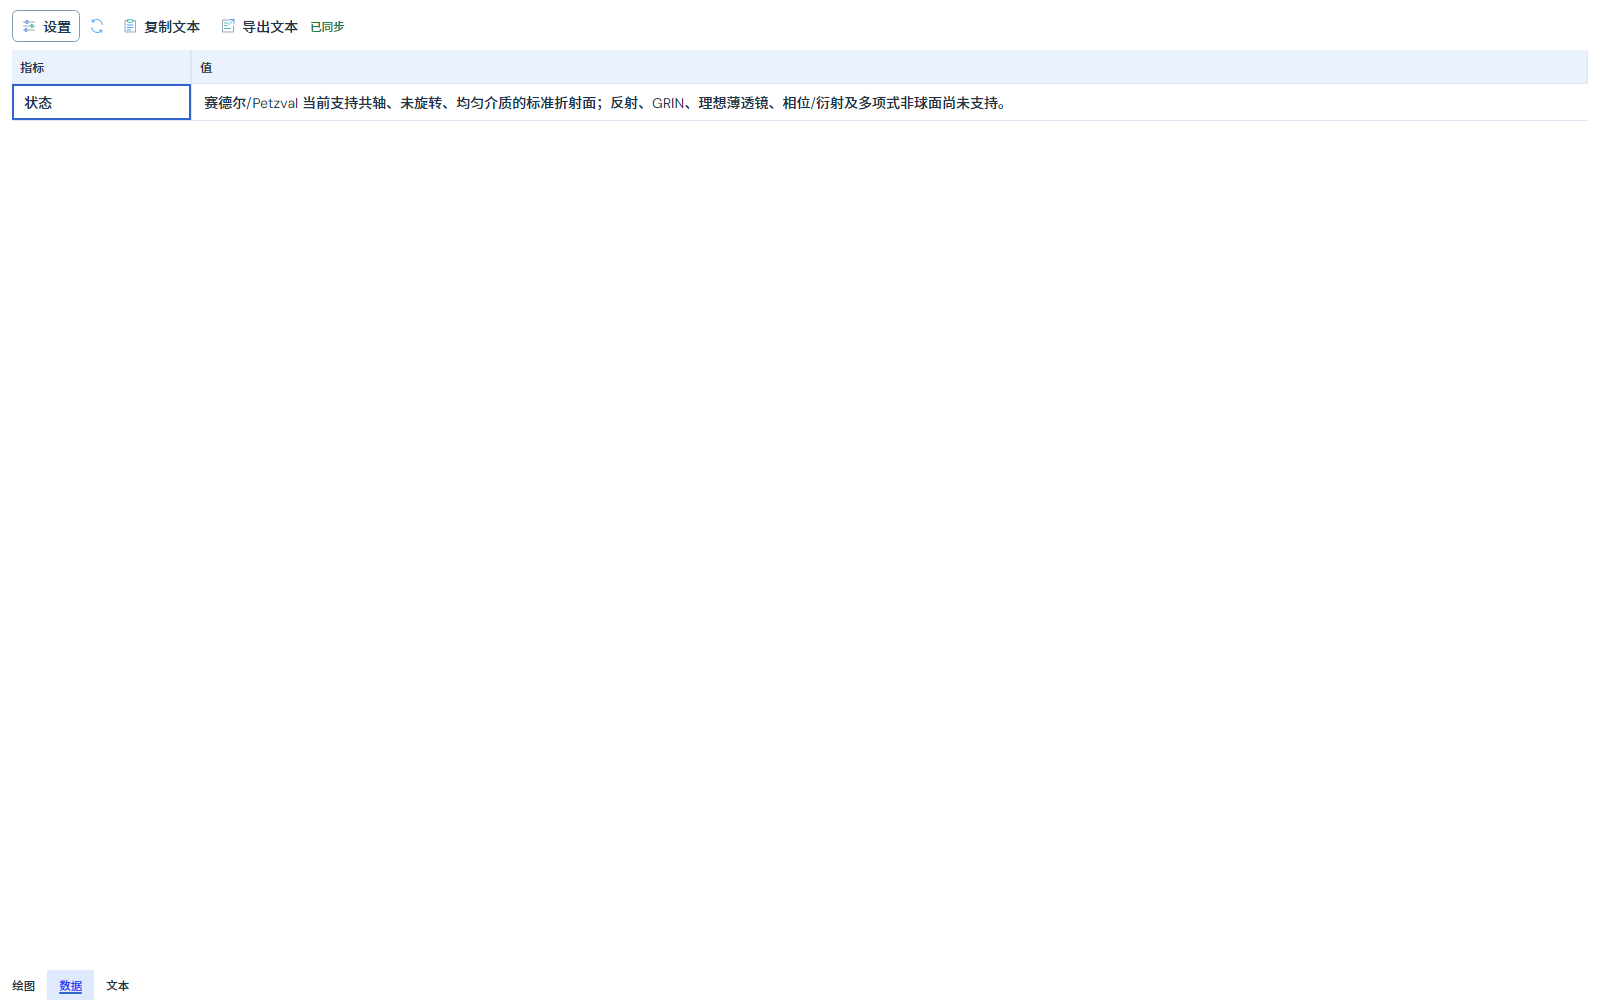 设置 复制文本 导出文本 已同步
指标 值
状态 赛德尔/Petzval 当前支持共轴、未旋转、均匀介质的标准折射面；反射、GRIN、理想薄透镜、相位/衍射及多项式非球面尚未支持。
绘图 数据 文本